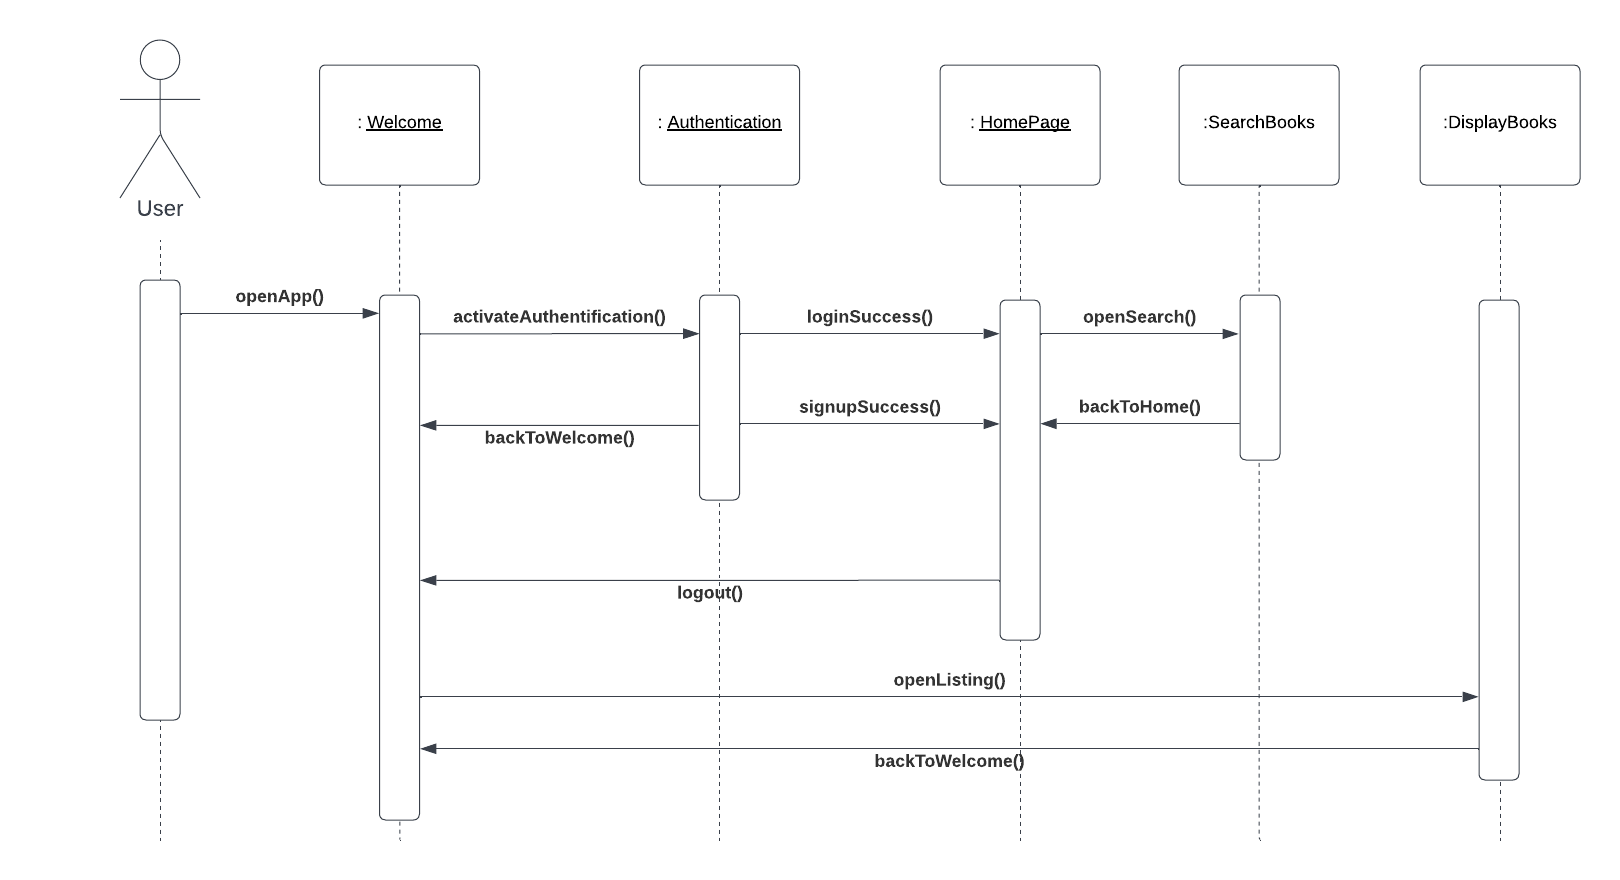 : Welcome
: Authentication
: HomePage
:SearchBooks
:DisplayBooks
User
openApp()
activateAuthentification()
loginSuccess()
openSearch()
signupSuccess()
backToHome()
backToWelcome()
logout()
openListing()
backToWelcome()